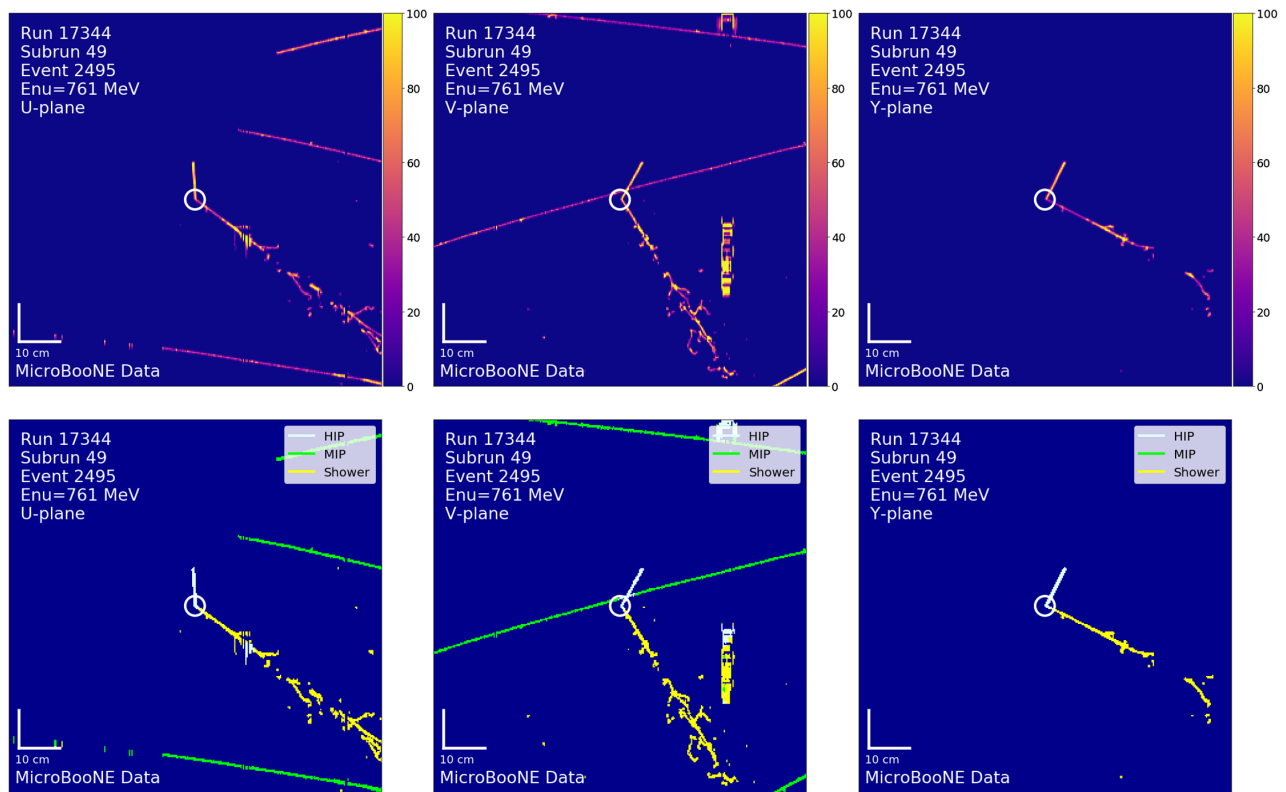 Run 17344
Subrun 49
Event 2495
Enu=761 MeV
U-plane
10 cm
MicroBooNE Data
100
80
60
40
20
0
Run 17344
Subrun 49
Event 2495
Enu=761 MeV
V-plane
10 cm
MicroBooNE Data
100
80
60
40
20
0
Run 17344
Subrun 49
Event 2495
Enu=761 MeV
Y-plane
10 cm
MicroBooNE Data
100
80
60
40
20
0
Run 17344
Subrun 49
Event 2495
Enu=761 MeV
U-plane
HIP
MIP
Shower
10 cm
MicroBooNE Data
Run 17344
Subrun 49
Event 2495
Enu=761 MeV
V-plane
HIP
MIP
Shower
10 cm
MicroBooNE Data
Run 17344
Subrun 49
Event 2495
Enu=761 MeV
Y-plane
HIP
MIP
Shower
10 cm
MicroBooNE Data